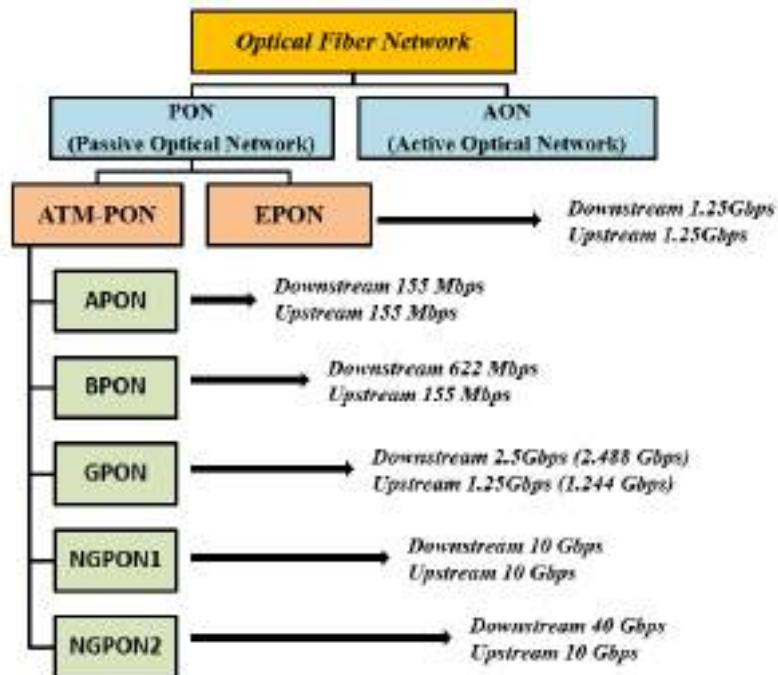 Optical Fiber Network
PON
(Passive Optical Network)
AON
(Active Optical Network)
ATM-PON
EPON
Downstream 1.25Gbps
Upstream 1.25Gbps
APON
Downstream 155 Mbps
Upstream 155 Mbps
BPON
Downstream 622 Mbps
Upstream 155 Mbps
GPON
Downstream 2.5Gbps (2.488 Gbps)
Upstream 1.25Gbps (1.244 Gbps)
NGPON1
Downstream 10 Gbps
Upstream 10 Gbps
NGPON2
Downstream 40 Gbps
Upstream 10 Gbps